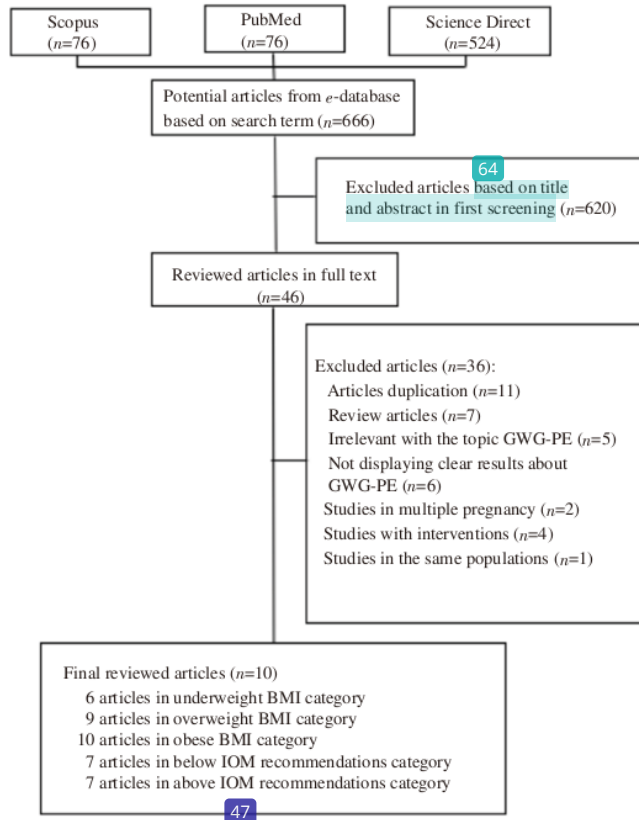 Scopus
(n=76)
PubMed
(n=76)
Science Direct
(n=524)
Potential articles from e-database
based on search term (n=666)
64
Excluded articles based on title
and abstract in first screening (n=620)
Reviewed articles in full text
(n=46)
Excluded articles (n=36):
Articles duplication (n=11)
Review articles (n=7)
Irrelevant with the topic GWG-PE (n=5)
Not displaying clear results about
GWG-PE (n=6)
Studies in multiple pregnancy (n=2)
Studies with interventions (n=4)
Studies in the same populations (n=1)
Final reviewed articles (n=10)
6 articles in underweight BMI category
9 articles in overweight BMI category
10 articles in obese BMI category
7 articles in below IOM recommendations category
7 articles in above IOM recommendations category
47